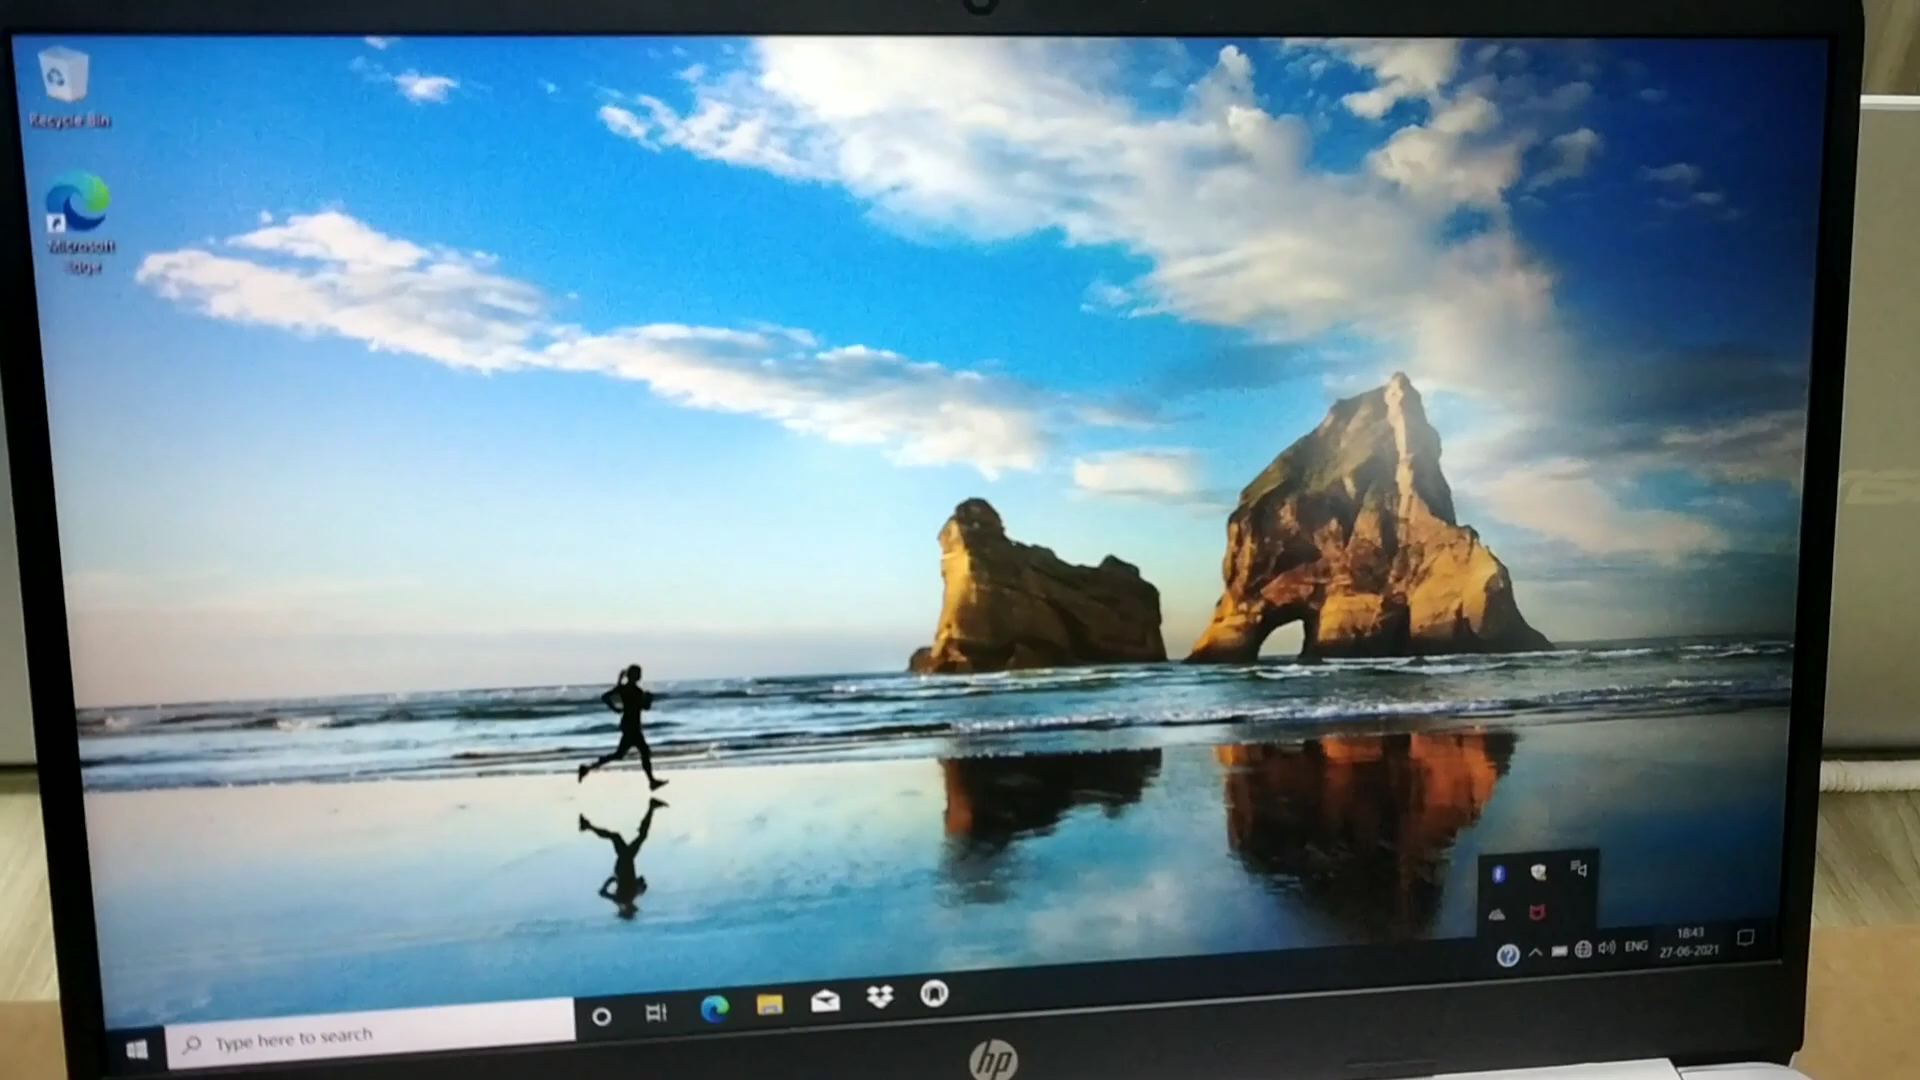 Recycle Bin
Microsoft
Edge
Type here to search
ENG
18:43
27-06-2021
hp